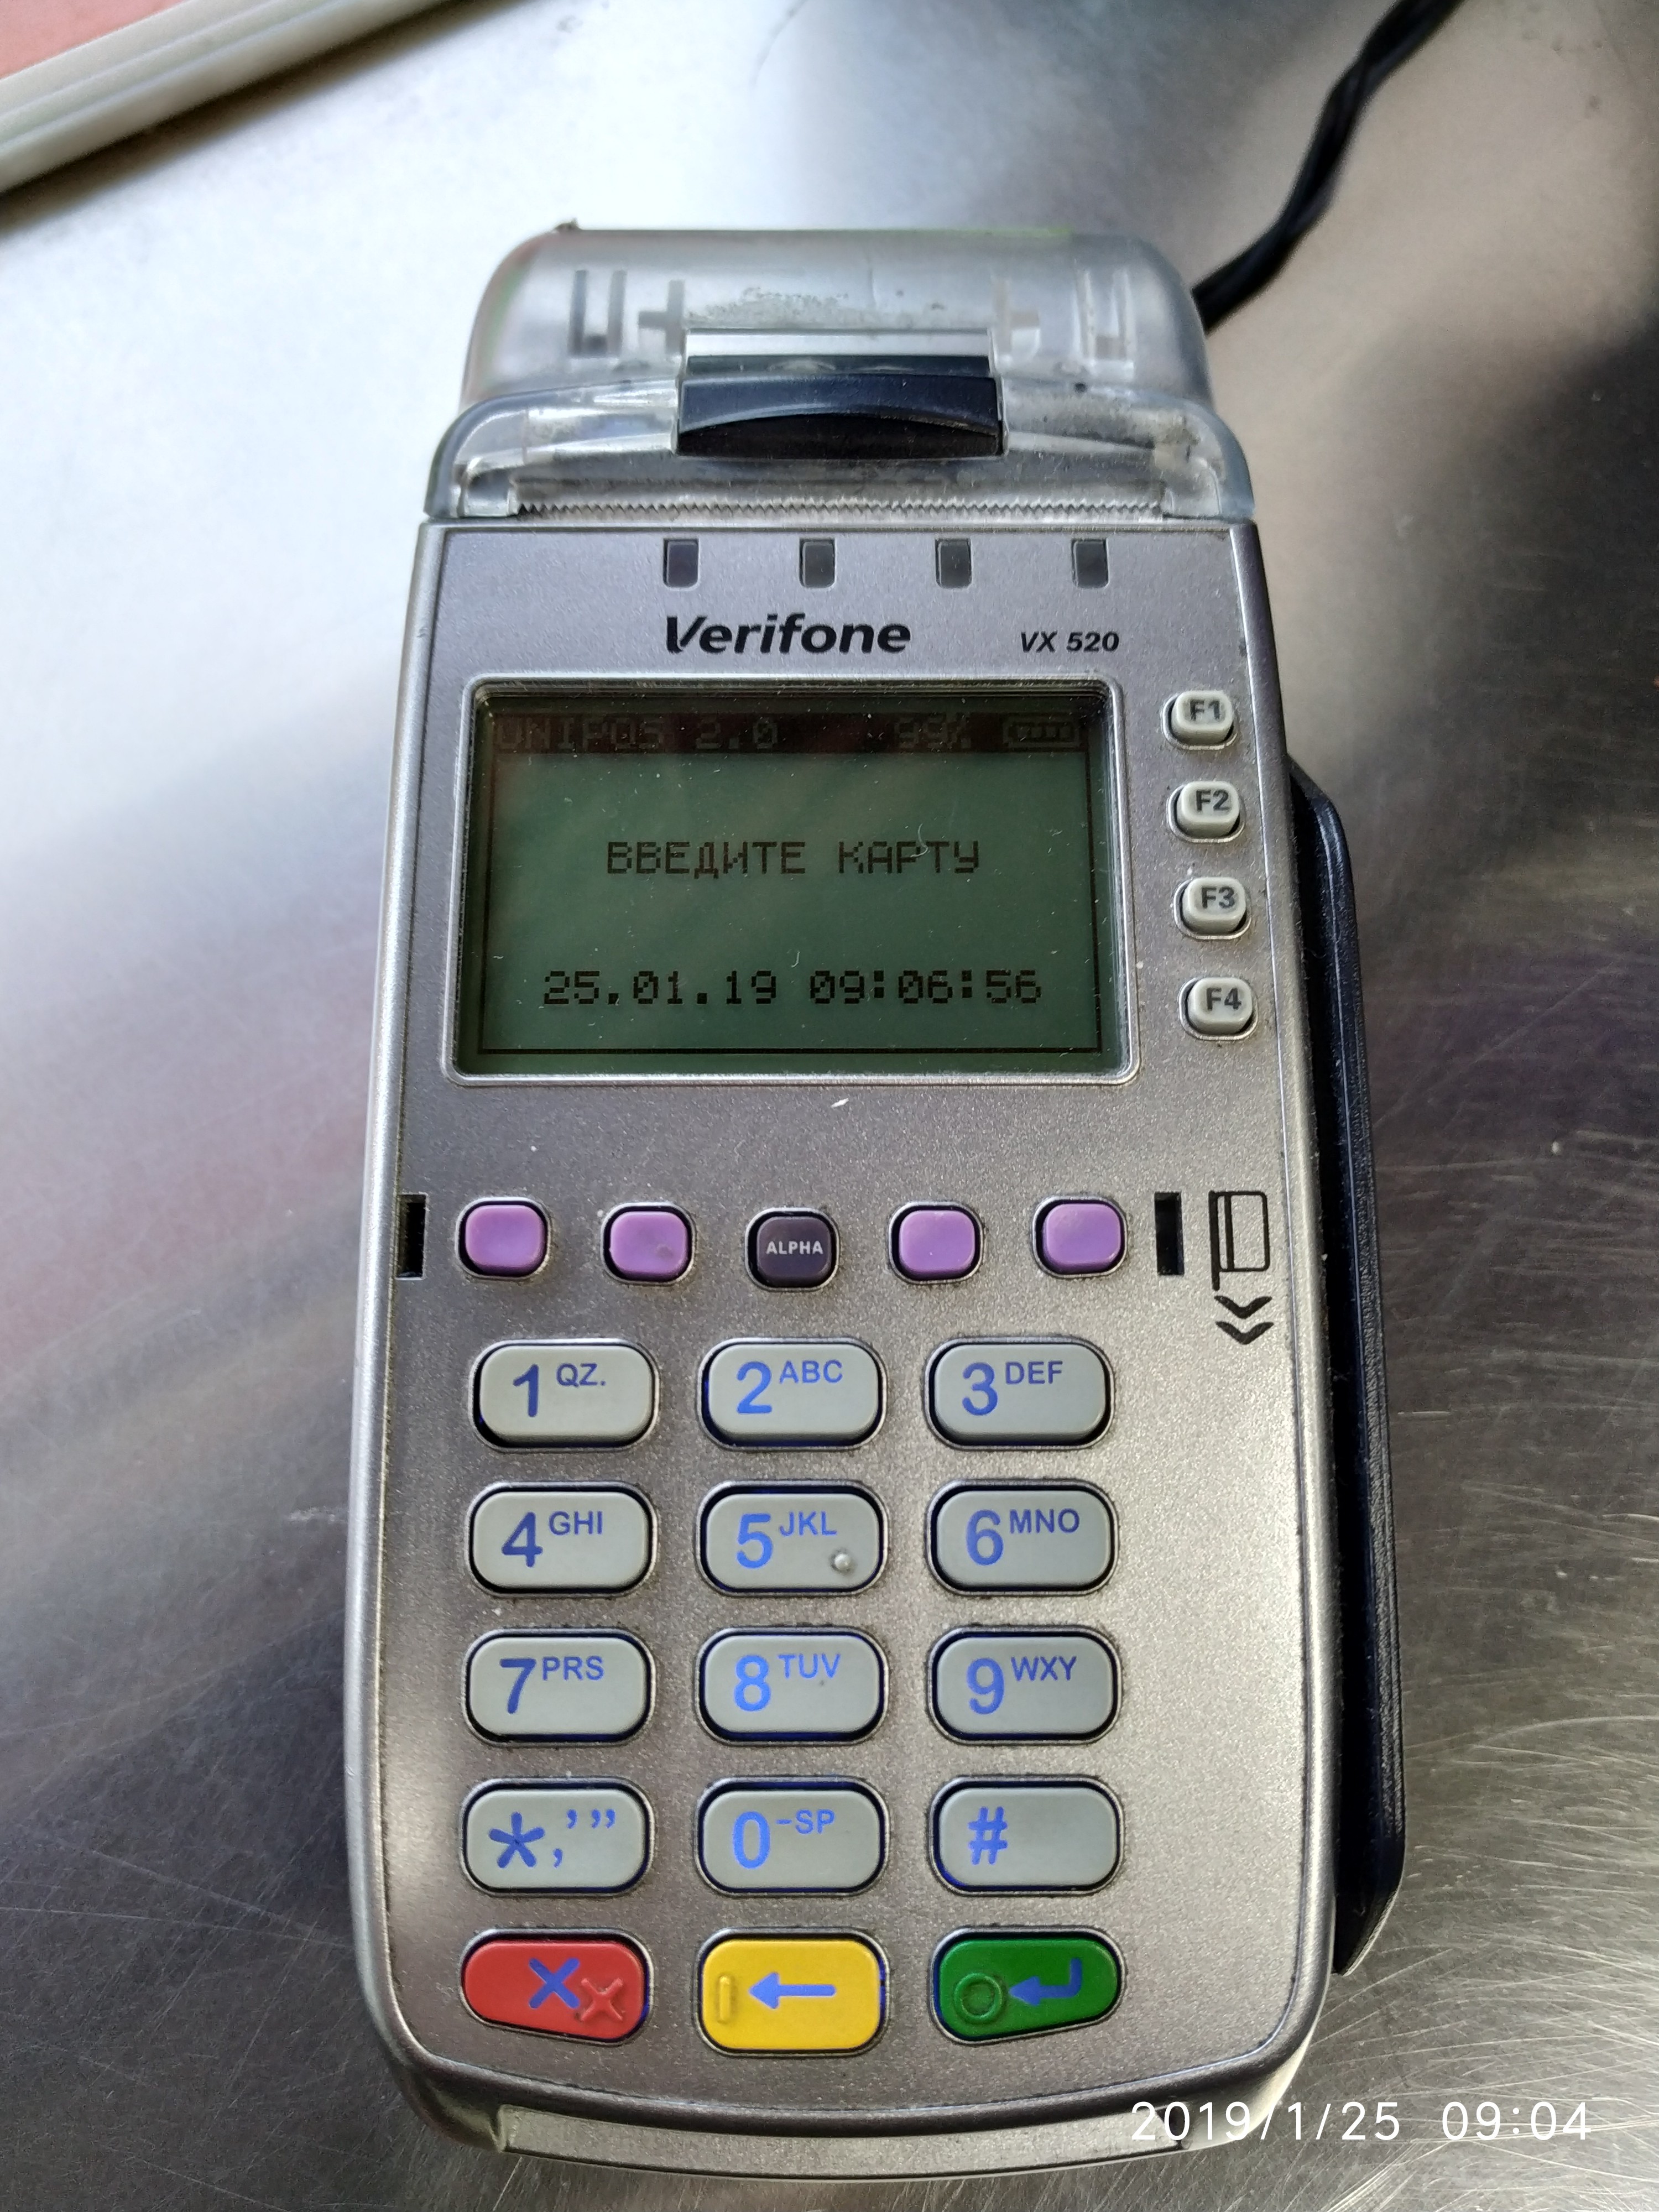 Verifone VX 520
UNIPOS 2.0 99%
F1
ВВЕДИТЕ КАРТУ
F2
F3
25.01.19 09:06:56
F4
ALPHA
1 QZ. 2 ABC 3 DEF
4 GHI 5 JKL 6 MNO
7 PRS 8 TUV 9 WXY
*,'" 0 -SP #
2019/1/25 09:04